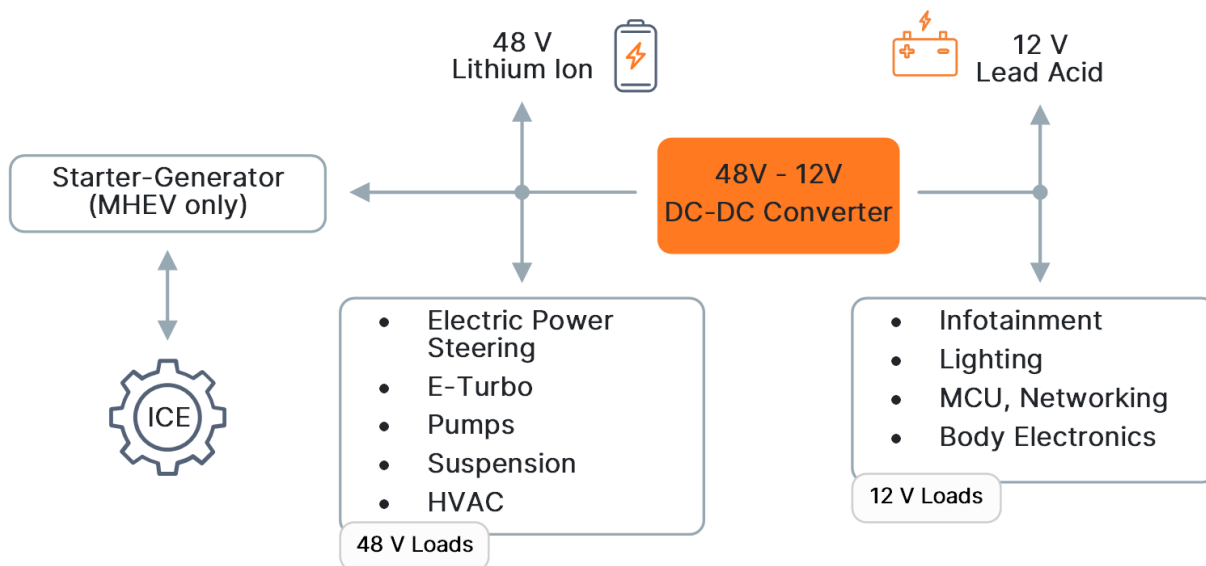 48 V
Lithium Ion
12 V
Lead Acid
Starter-Generator
(MHEV only)
48V - 12V
DC-DC Converter
ICE
• Electric Power
Steering
• E-Turbo
• Pumps
• Suspension
• HVAC
48 V Loads
• Infotainment
• Lighting
• MCU, Networking
• Body Electronics
12 V Loads